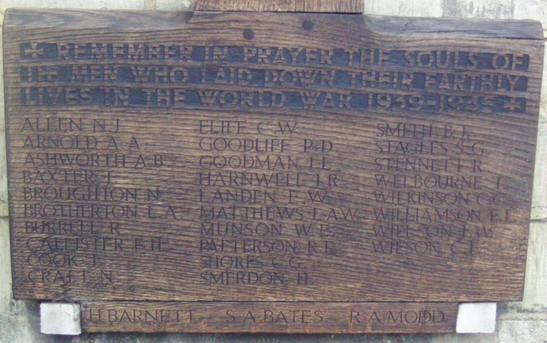 + REMEMBER IN PRAYER THE SOULS OF
THE MEN WHO LAID DOWN THEIR EARTHLY
LIVES IN THE WORLD WAR 1939-1945 +
ALLEN N.J.
ARNOLD A.A.
ASHWORTH A.B.
BAXTER J.
BROUGHTON N.
BROTHERTON L.A.
BURRELL R.
CALLISTER
COOK
CRAFT N.
C.W.
GOODLIFFE P.D.
GOODMAN
HARNWELL J.R.
LANDEN E.W.
MATTHEWS L.A.W.
MUNSON W.
PATTERSON R.
SHORES C.G.
SMERDON H.
SMITH B.
STAGLES S.G.
STENNETT R.
WELBOURNE
WILKINSON C.
WILLIAMSON
WILSON
WILSON C.
H.BARNETT S.A.BATES R.A.MODD